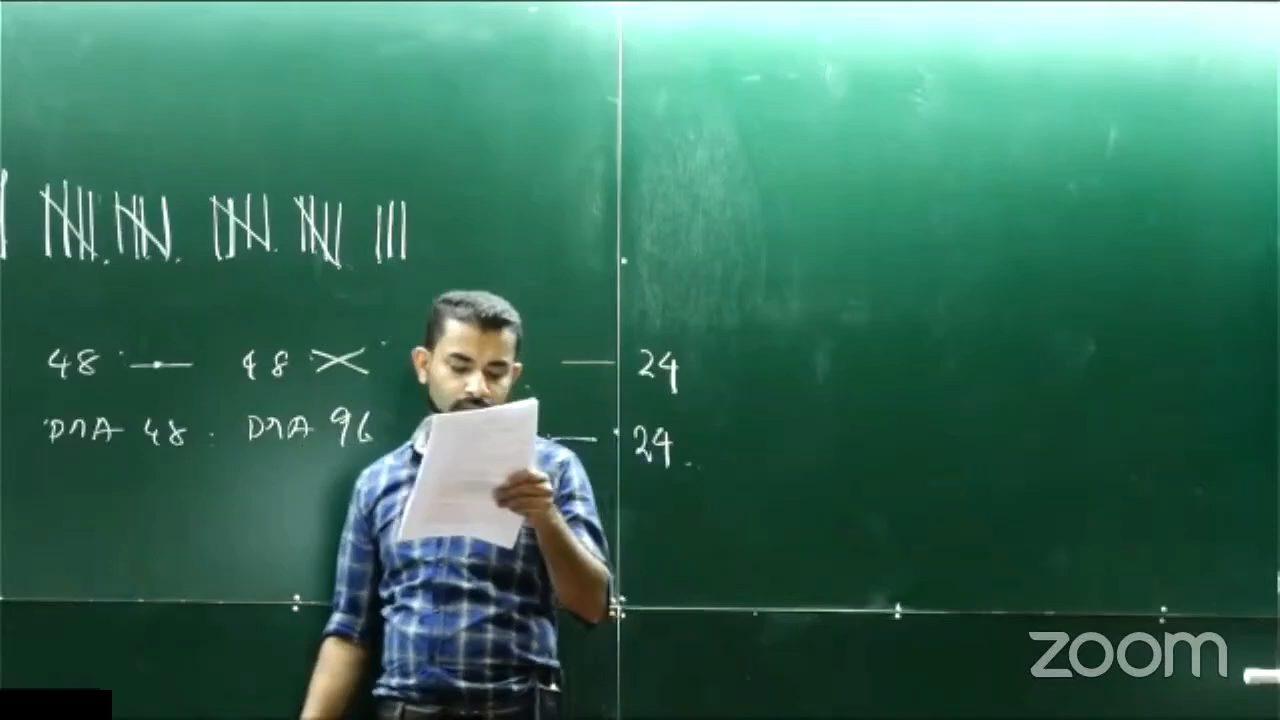 48 — 48 X — 24
DNA 48 . DNA 96 — 24 .
zoom